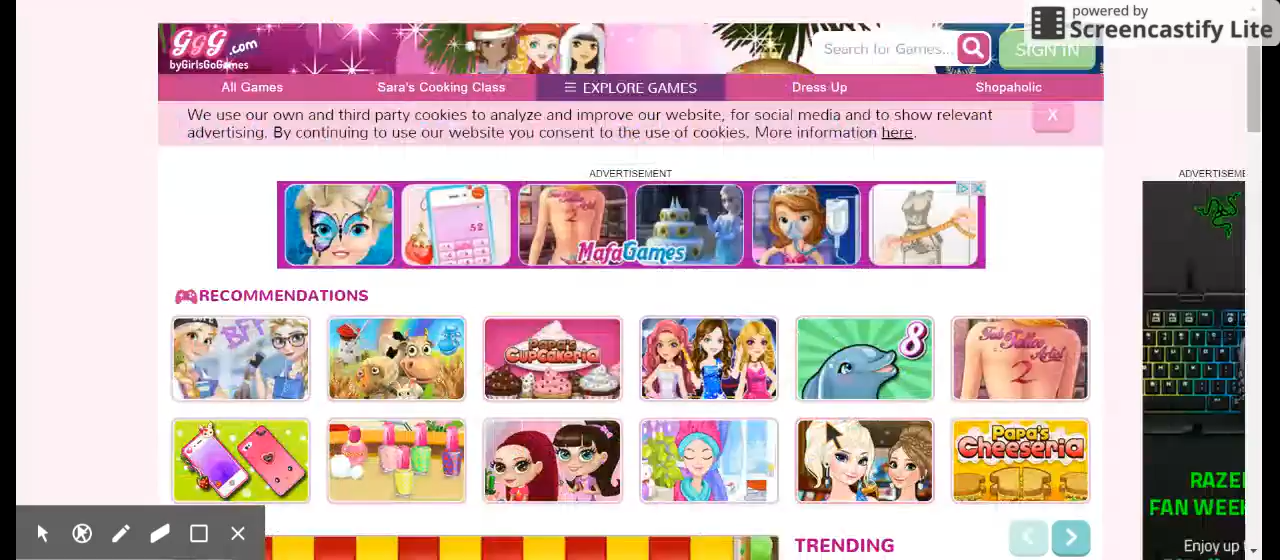 powered by
Screencastify Lite
GgG.com
byGirlsGoGames
Search for Games...
SIGN IN
All Games
Sara's Cooking Class
EXPLORE GAMES
Dress Up
Shopaholic
We use our own and third party cookies to analyze and improve our website, for social media and to show relevant
advertising. By continuing to use our website you consent to the use of cookies. More information here.
X
ADVERTISEMENT
ADVERTISEME
52
2
MafaGames
RECOMMENDATIONS
BFF
Papa's
Cupcakeria
8
Tattoo
Artist
2
Papa's
Cheeseria
RAZE
FAN WEEK
Enjoy up
TRENDING